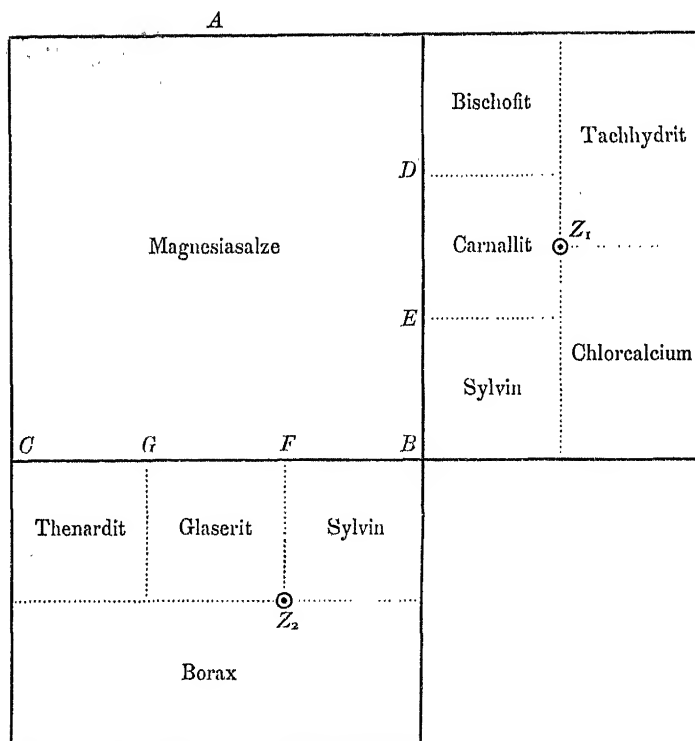 A
Bischofit
Tachhydrit
D
Magnesiasalze
Carnallit
Z₁
E
Chlorcalcium
Sylvin
C G F B
Thenardit Glaserit Sylvin
Z₂
Borax